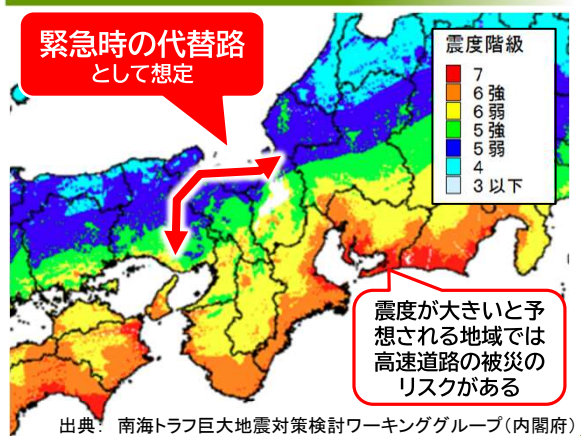 緊急時の代替路
として想定
震度階級
7
6強
6弱
5強
5弱
4
3以下
震度が大きいと予
想される地域では
高速道路の被災の
リスクがある
出典： 南海トラフ巨大地震対策検討ワーキンググループ（内閣府）